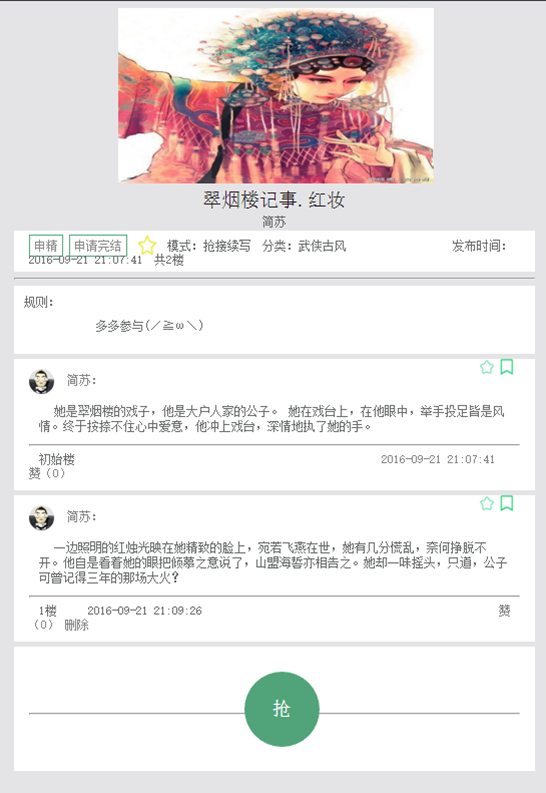 翠烟楼记事.红妆
简苏
申精 申请完结 模式：抢接续写 分类：武侠古风 发布时间：
2016-09-21 21:07:41 共2楼
规则：
多多参与(／≧ω＼)
简苏：
她是翠烟楼的戏子，他是大户人家的公子。 她在戏台上，在他眼中，举手投足皆是风
情。终于按捺不住心中爱意，他冲上戏台，深情地执了她的手。
初始楼 2016-09-21 21:07:41
赞（0）
简苏：
一边照明的红烛光映在她精致的脸上，宛若飞燕在世，她有几分慌乱，奈何挣脱不
开。他自是看着她的眼把倾慕之意说了，山盟海誓亦相告之。她却一味摇头，只道，公子
可曾记得三年的那场大火？
1楼 2016-09-21 21:09:26 赞
（0） 删除
抢